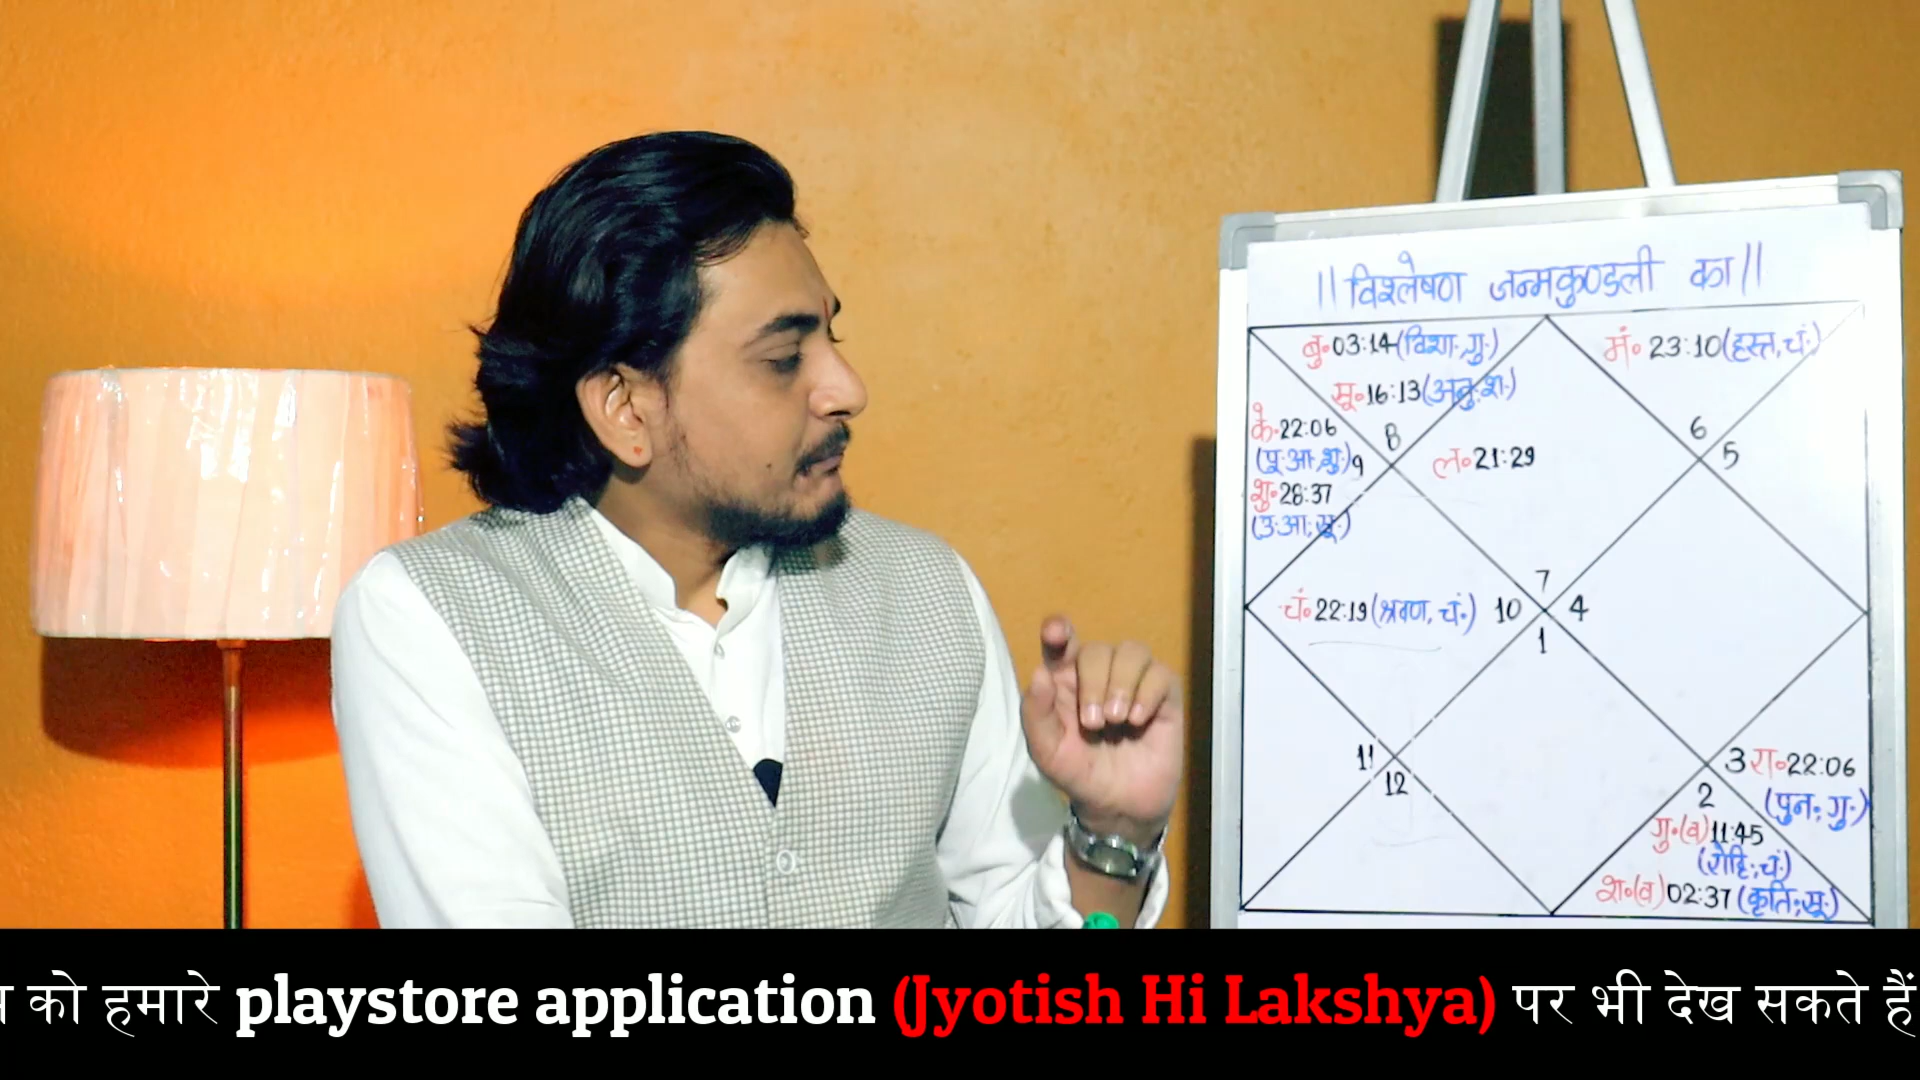 ||विश्लेषण जन्मकुण्डली का||
बु॰03:14(विशा॰,गु॰)
मं॰ 23:10(हस्त,चं॰)
सू॰16:13(अनु॰श॰)
के॰22:06
8
6
(पू॰आ॰,शु॰)9
ल॰21:29
5
शु॰28:37
(उ॰आ॰,सू॰)
7
चं॰22:19(श्रवण, चं॰)
10
4
1
11
3 रा॰22:06
12
2
(पुन॰, गु॰)
गु॰(व)11:45
(रोहि॰,चं॰)
श॰(व)02:37(कृति॰,सू॰)
को हमारे playstore application (Jyotish Hi Lakshya) पर भी देख सकते हैं